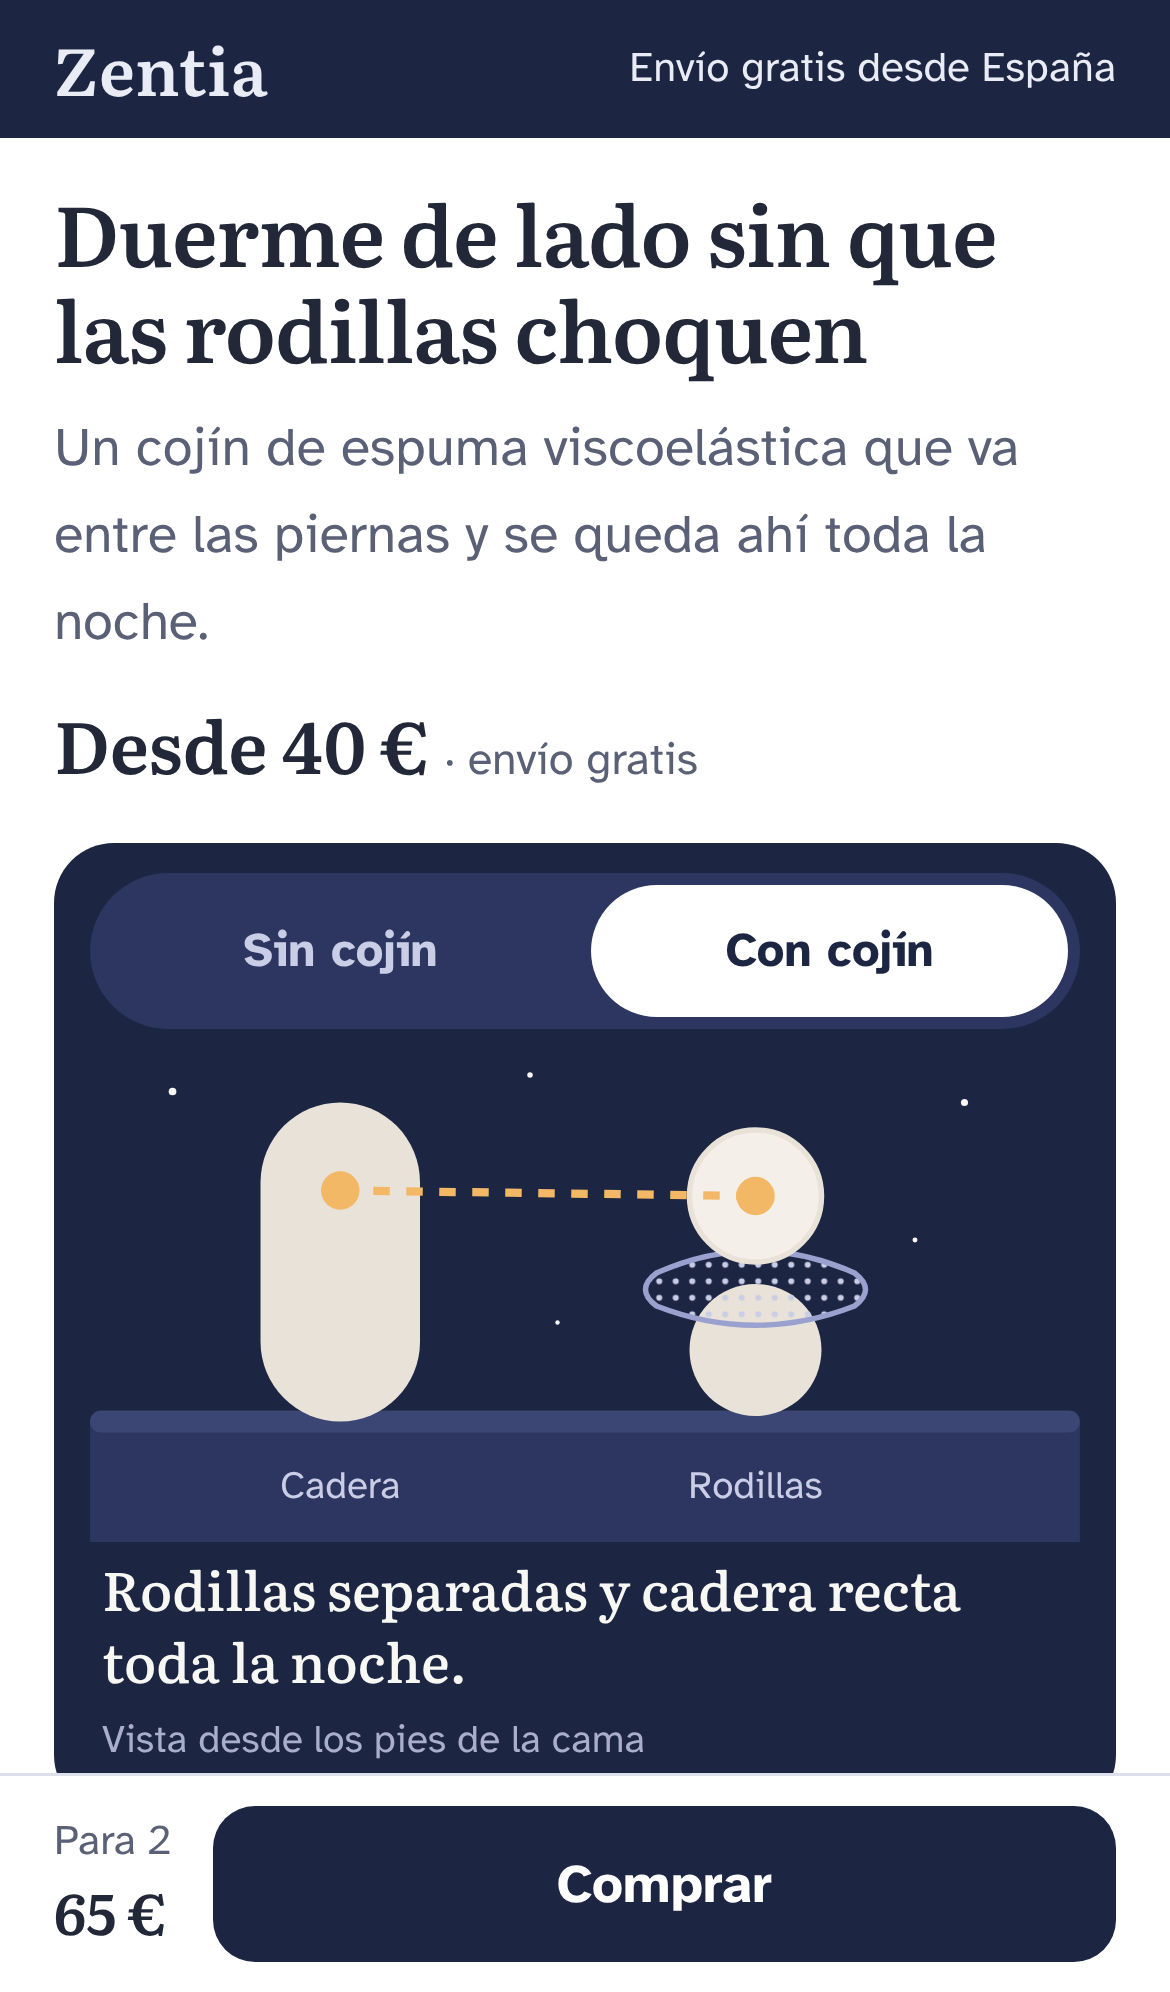 Zentia
Envío gratis desde España
Duerme de lado sin que
las rodillas choquen
Un cojín de espuma viscoelástica que va
entre las piernas y se queda ahí toda la
noche.
Desde 40 € · envío gratis
Sin cojín
Con cojín
Cadera
Rodillas
Rodillas separadas y cadera recta
toda la noche.
Vista desde los pies de la cama
Para 2
65 €
Comprar